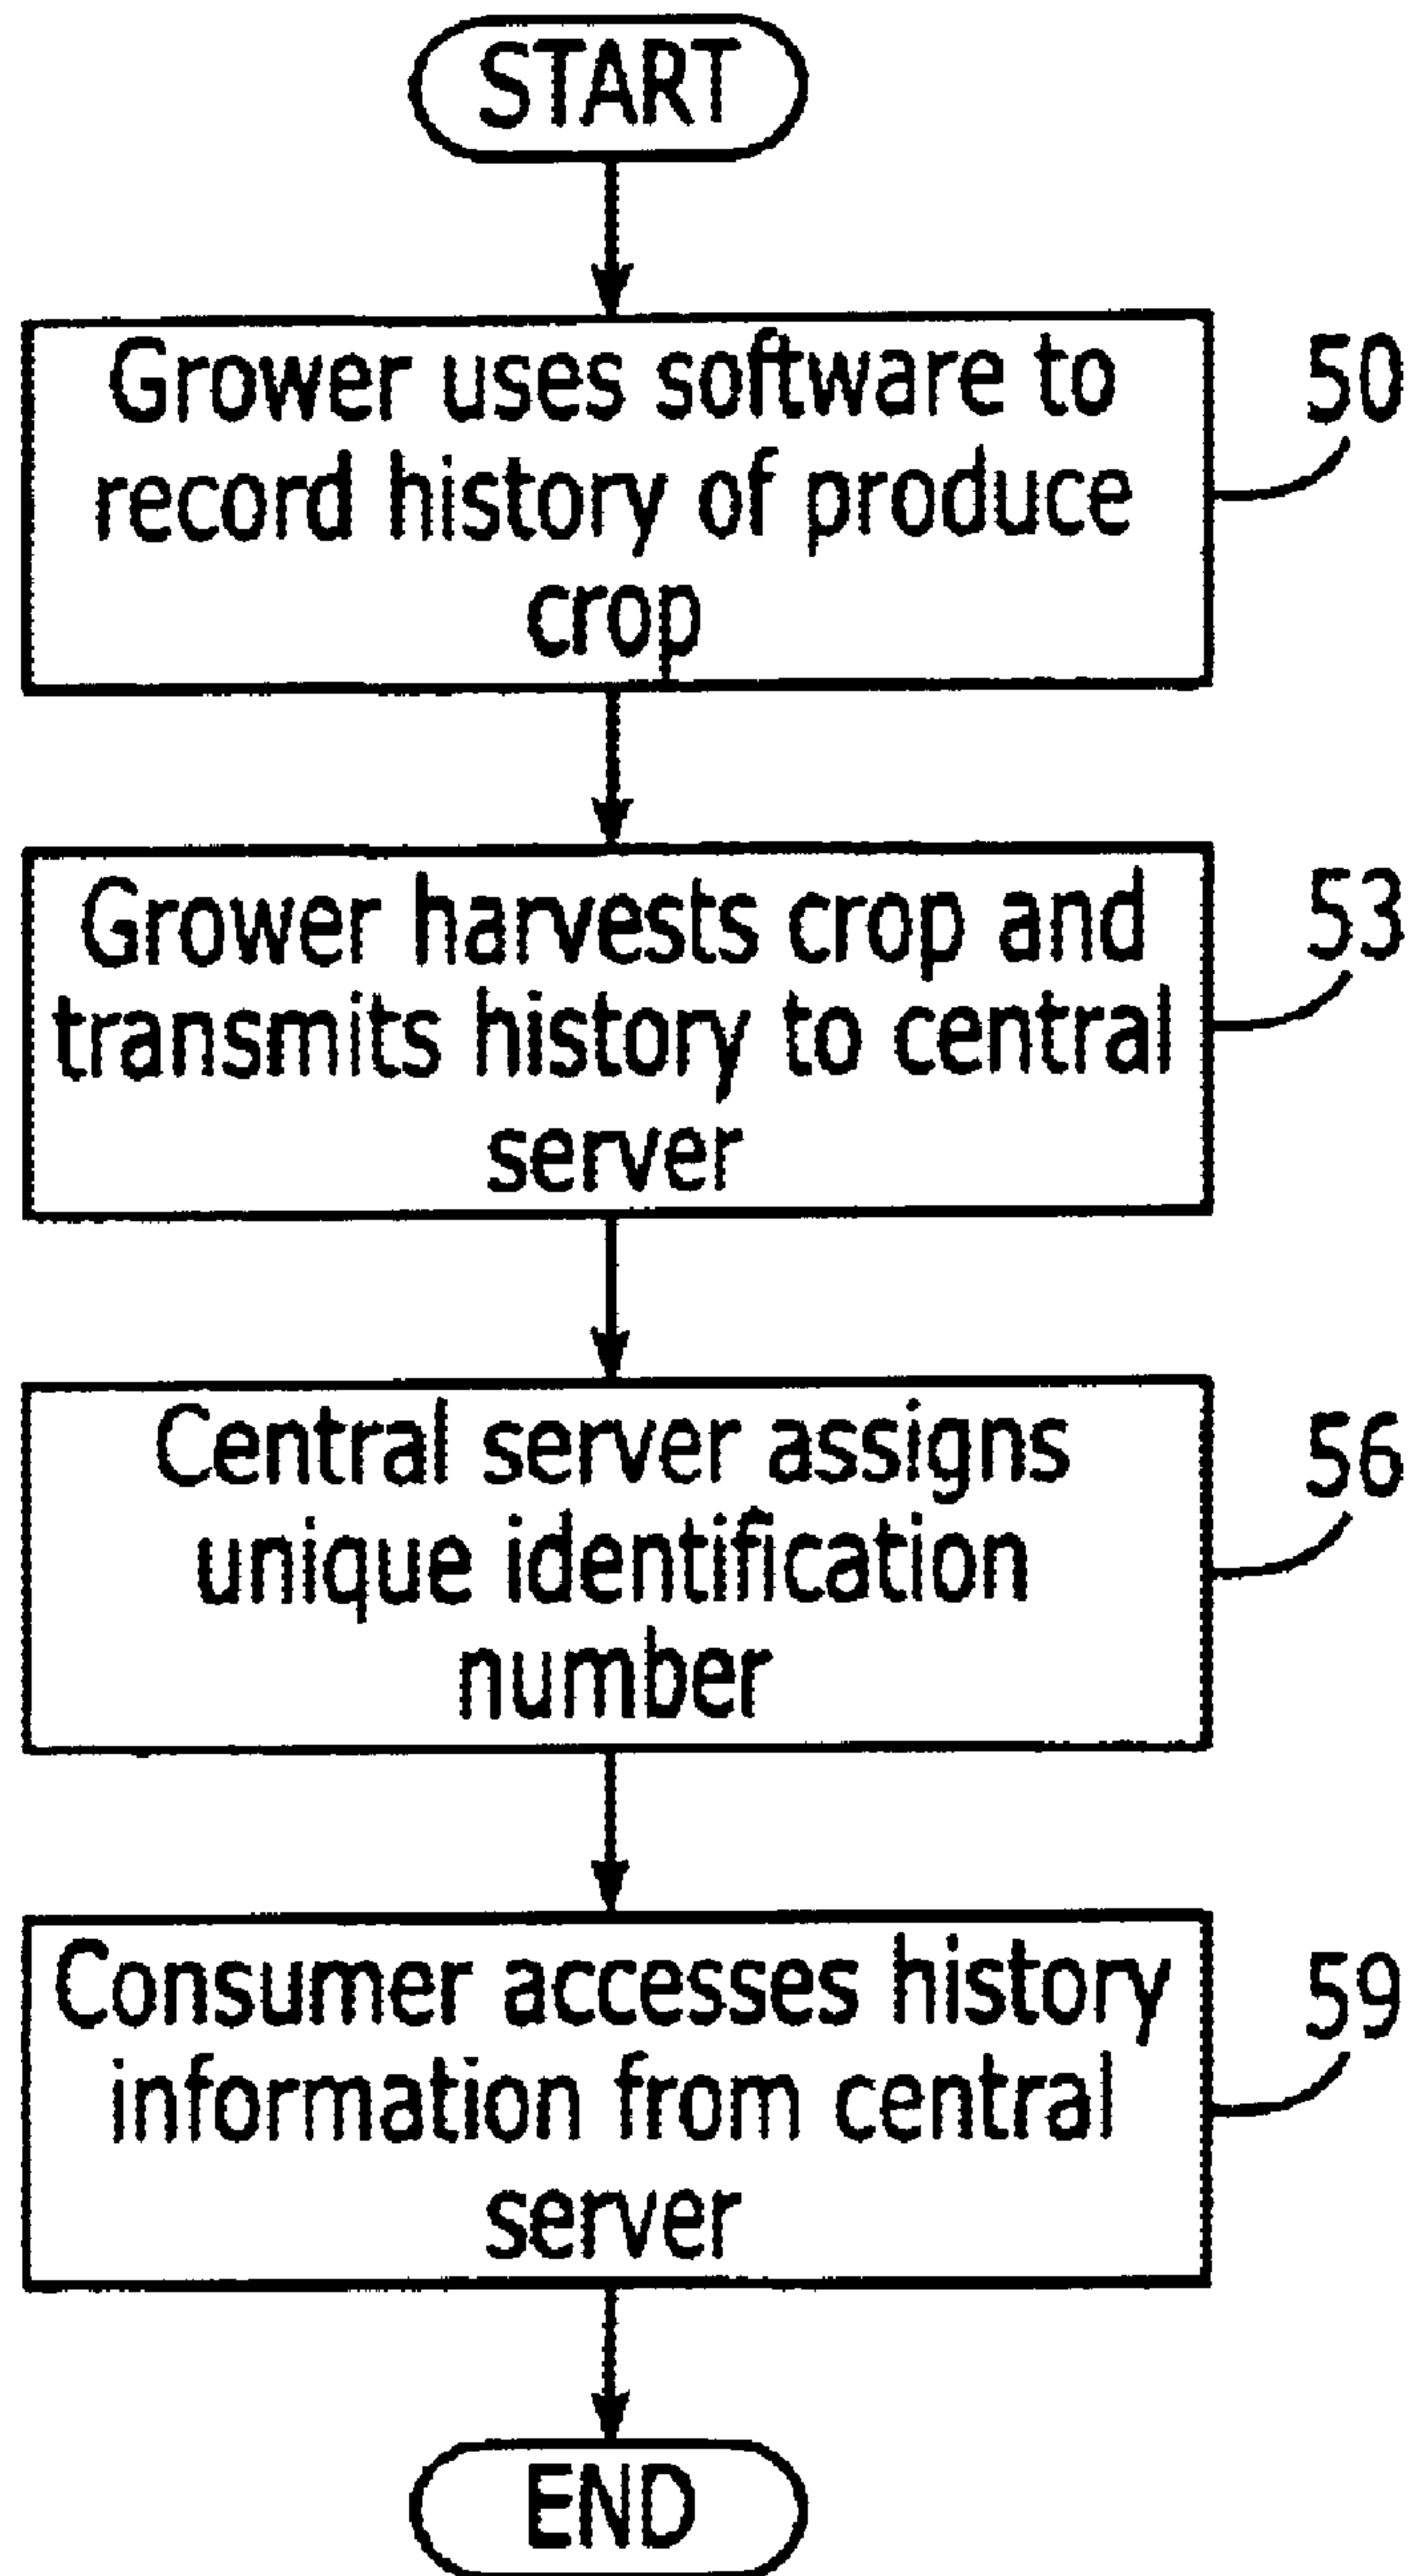 START
Grower uses software to
record history of produce
crop
50
Grower harvests crop and
transmits history to central
server
53
Central server assigns
unique identification
number
56
Consumer accesses history
information from central
server
59
END